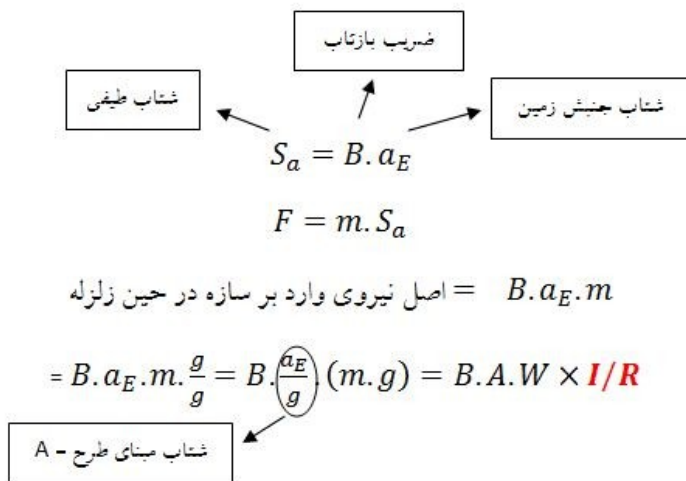 ضریب بازتاب
شتاب طیفی
شتاب جنبش زمین
S_a = B. a_E
F = m. S_a
اصل نیروی وارد بر سازه در حین زلزله = B. a_E. m
= B. a_E. m. g/g = B. a_E/g. (m. g) = B. A. W × I/R
شتاب مبنای طرح – A